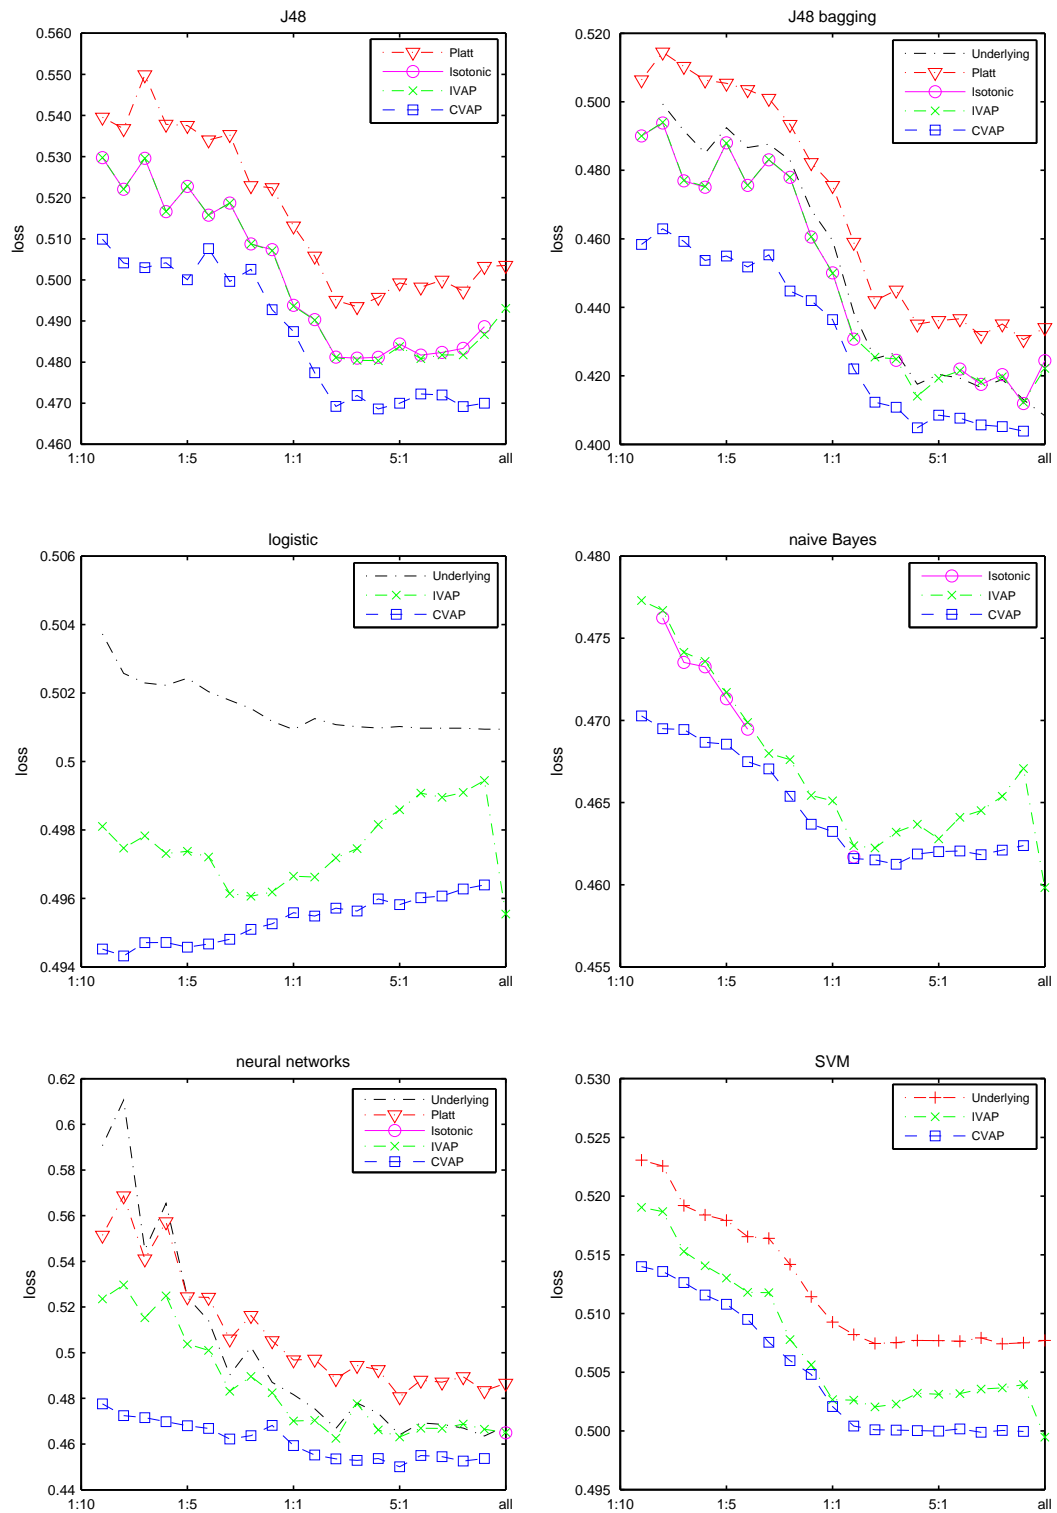 J48
0.560
0.550
0.540
0.530
0.520
0.510
0.500
0.490
0.480
0.470
0.460
loss
1:10
1:5
1:1
5:1
all
Platt
Isotonic
IVAP
CVAP
J48 bagging
0.520
0.500
0.480
0.460
0.440
0.420
0.400
loss
1:10
1:5
1:1
5:1
all
Underlying
Platt
Isotonic
IVAP
CVAP
logistic
0.506
0.504
0.502
0.5
0.498
0.496
0.494
loss
1:10
1:5
1:1
5:1
all
Underlying
IVAP
CVAP
naive Bayes
0.480
0.475
0.470
0.465
0.460
0.455
loss
1:10
1:5
1:1
5:1
all
Isotonic
IVAP
CVAP
neural networks
0.62
0.6
0.58
0.56
0.54
0.52
0.5
0.48
0.46
0.44
loss
1:10
1:5
1:1
5:1
all
Underlying
Platt
Isotonic
IVAP
CVAP
SVM
0.530
0.525
0.520
0.515
0.510
0.505
0.500
0.495
loss
1:10
1:5
1:1
5:1
all
Underlying
IVAP
CVAP